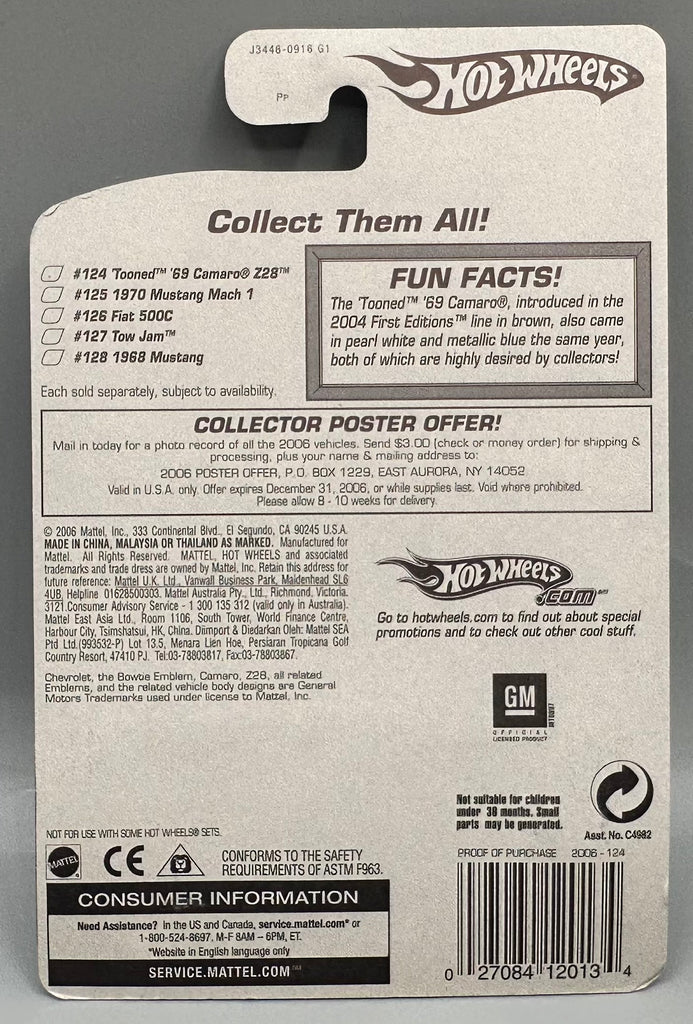 J3446-0916 G1
PP
HOT WHEELS
Collect Them All!
#124 'Tooned™ '69 Camaro® Z28™
#125 1970 Mustang Mach 1
#126 Fiat 500C
#127 Tow Jam™
#128 1968 Mustang
Each sold separately, subject to availability.
FUN FACTS!
The 'Tooned™ '69 Camaro®, introduced in the
2004 First Editions™ line in brown, also came
in pearl white and metallic blue the same year,
both of which are highly desired by collectors!
COLLECTOR POSTER OFFER!
Mail in today for a photo record of all the 2006 vehicles. Send $3.00 (check or money order) for shipping &
processing, plus your name & mailing address to:
2006 POSTER OFFER, P.O. BOX 1229, EAST AURORA, NY 14052
Valid in U.S.A. only. Offer expires December 31, 2006, or while supplies last. Void where prohibited.
Please allow 8 - 10 weeks for delivery.
© 2006 Mattel, Inc., 333 Continental Blvd., El Segundo, CA 90245 U.S.A.
MADE IN CHINA, MALAYSIA OR THAILAND AS MARKED. Manufactured for
Mattel. All Rights Reserved. MATTEL, HOT WHEELS and associated
trademarks and trade dress are owned by Mattel, Inc. Retain this address for
future reference: Mattel U.K. Ltd., Vanwall Business Park, Maidenhead SL6
4UB. Helpline 01628500303. Mattel Australia Pty., Ltd., Richmond, Victoria.
3121.Consumer Advisory Service - 1 300 135 312 (valid only in Australia).
Mattel East Asia Ltd., Room 1106, South Tower, World Finance Centre,
Harbour City, Tsimshatsui, HK, China. Diimport & Diedarkan Oleh: Mattel SEA
Ptd Ltd.(993532-P) Lot 13.5, Menara Lien Hoe, Persiaran Tropicana Golf
Country Resort, 47410 PJ. Tel:03-78803817, Fax:03-78803867.
Chevrolet, the Bowtie Emblem, Camaro, Z28, all related
Emblems, and the related vehicle body designs are General
Motors Trademarks used under license to Mattel, Inc.
HOT WHEELS
.COM
Go to hotwheels.com to find out about special
promotions and to check out other cool stuff.
GM
OFFICIAL
LICENSED PRODUCT
Not suitable for children
under 36 months. Small
parts may be generated.
Asst. No. C4982
NOT FOR USE WITH SOME HOT WHEELS® SETS.
MATTEL
CE
CONFORMS TO THE SAFETY
REQUIREMENTS OF ASTM F963.
CONSUMER INFORMATION
Need Assistance? In the US and Canada, service.mattel.com* or
1-800-524-8697. M-F 8AM – 6PM, ET.
*Website in English language only
SERVICE.MATTEL.COM™
PROOF OF PURCHASE 2006 - 124
0 27084 12013 4